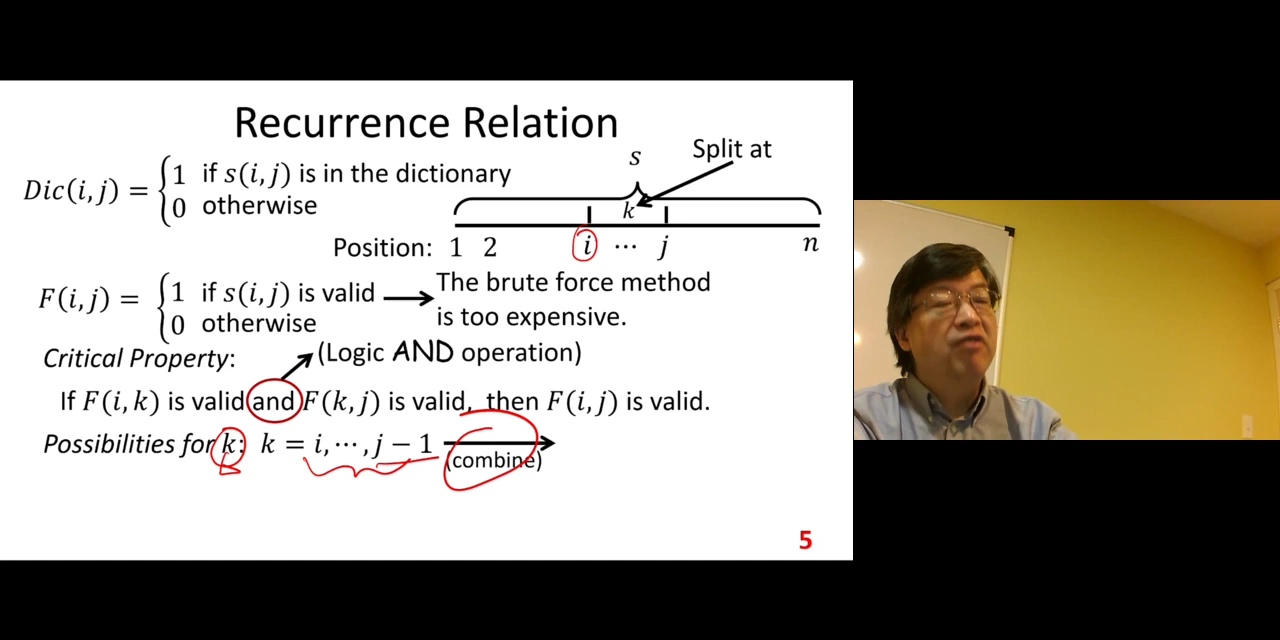 Recurrence Relation
Dic(i, j) = { 1 if s(i, j) is in the dictionary
0 otherwise
s
Split at
k
Position: 1 2 i ⋯ j n
F(i, j) = { 1 if s(i, j) is valid
0 otherwise
The brute force method
is too expensive.
Critical Property:
(Logic AND operation)
If F(i, k) is valid and F(k, j) is valid, then F(i, j) is valid.
Possibilities for k: k = i, ⋯, j − 1
(combine)
5